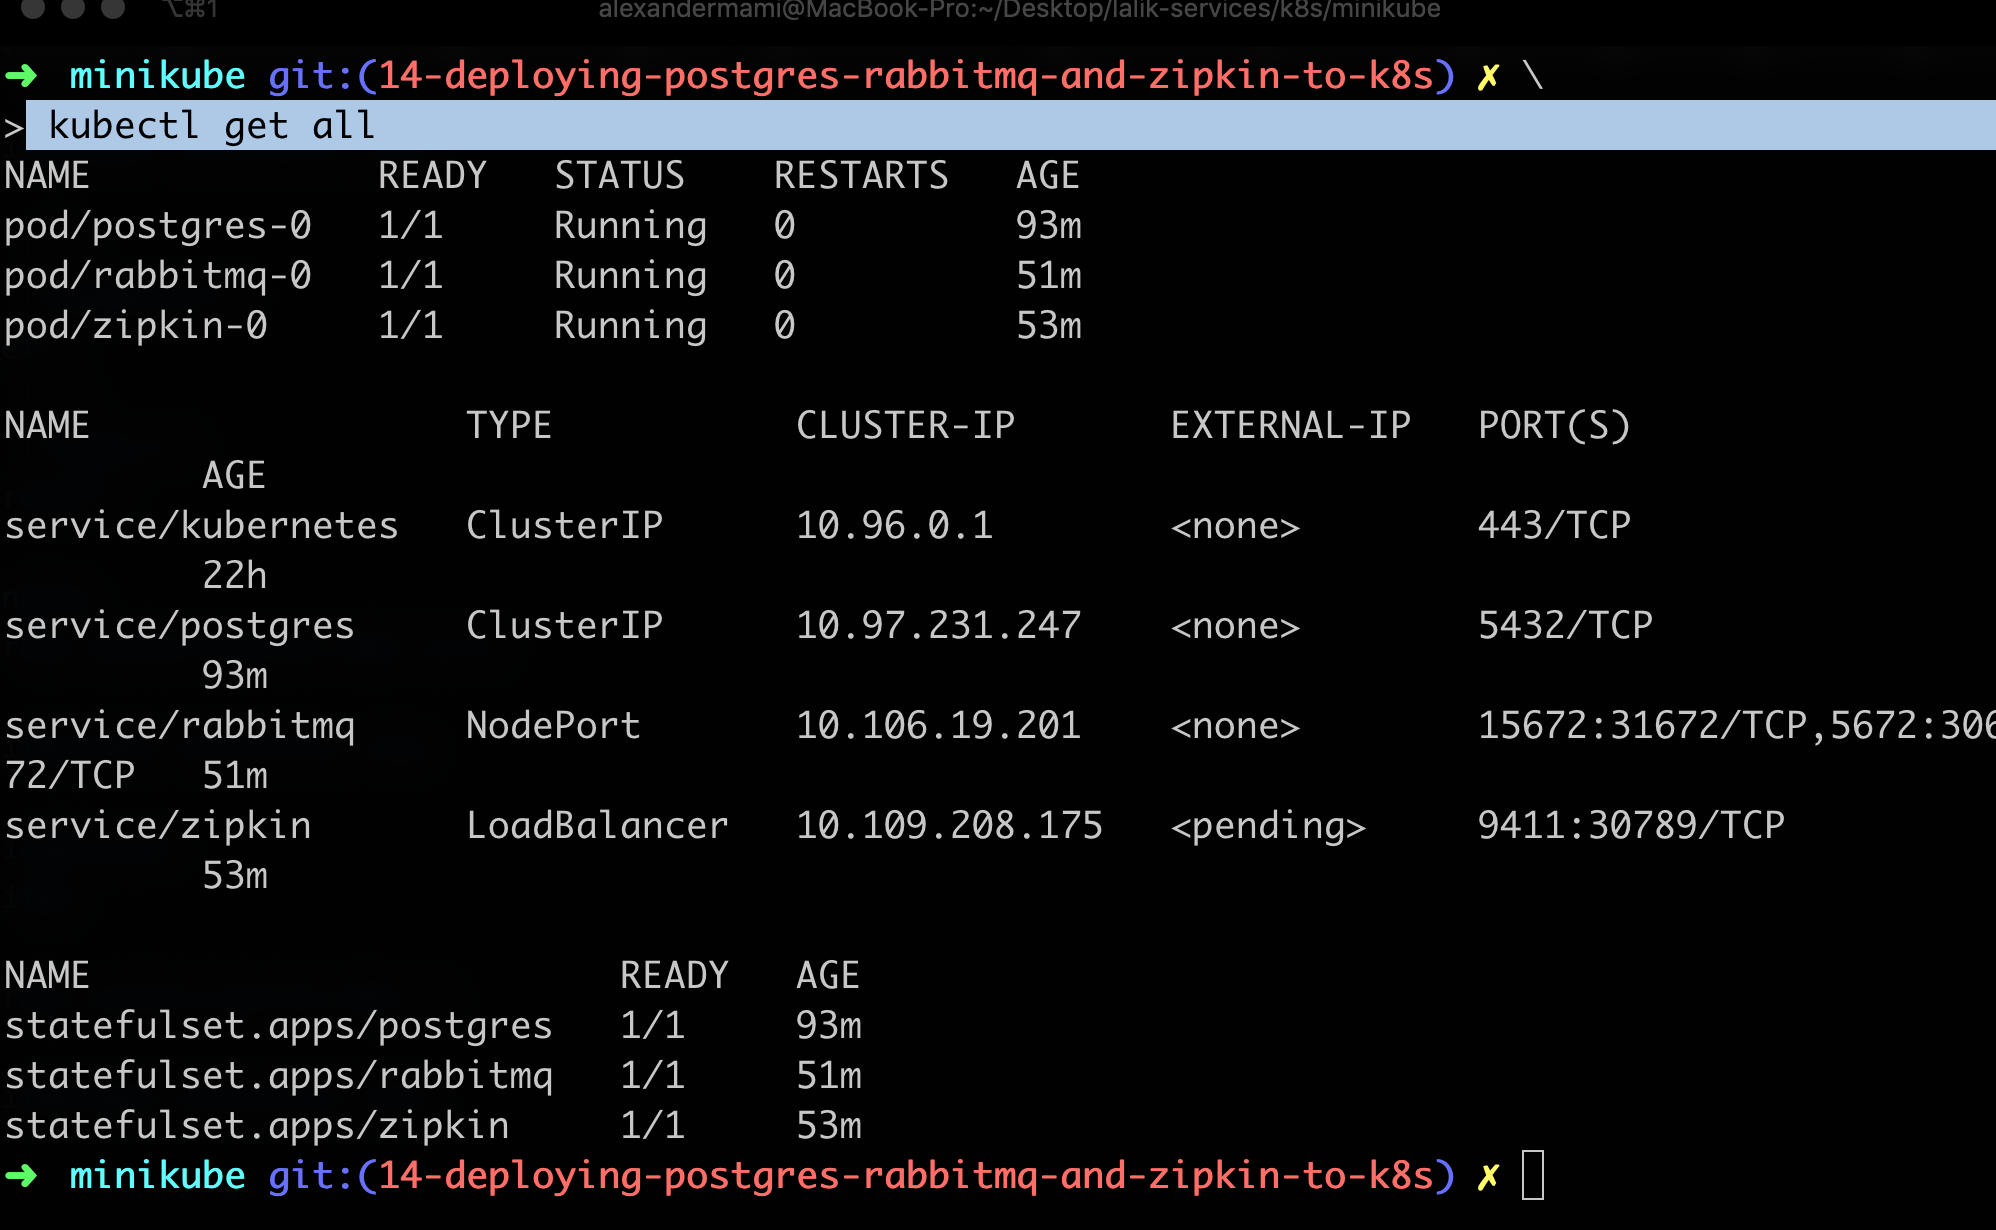 ⌥⌘1 alexandermami@MacBook-Pro:~/Desktop/lalik-services/k8s/minikube
➜ minikube git:(14-deploying-postgres-rabbitmq-and-zipkin-to-k8s) ✗ \
> kubectl get all
NAME READY STATUS RESTARTS AGE
pod/postgres-0 1/1 Running 0 93m
pod/rabbitmq-0 1/1 Running 0 51m
pod/zipkin-0 1/1 Running 0 53m
NAME TYPE CLUSTER-IP EXTERNAL-IP PORT(S)
AGE
service/kubernetes ClusterIP 10.96.0.1 <none> 443/TCP
22h
service/postgres ClusterIP 10.97.231.247 <none> 5432/TCP
93m
service/rabbitmq NodePort 10.106.19.201 <none> 15672:31672/TCP,5672:306
72/TCP 51m
service/zipkin LoadBalancer 10.109.208.175 <pending> 9411:30789/TCP
53m
NAME READY AGE
statefulset.apps/postgres 1/1 93m
statefulset.apps/rabbitmq 1/1 51m
statefulset.apps/zipkin 1/1 53m
➜ minikube git:(14-deploying-postgres-rabbitmq-and-zipkin-to-k8s) ✗